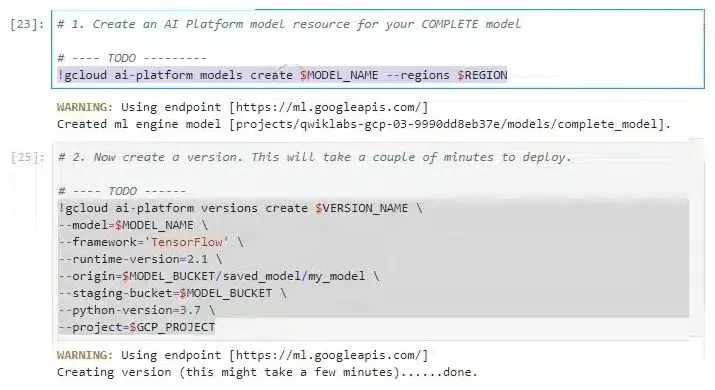 [23]: # 1. Create an AI Platform model resource for your COMPLETE model
# ---- TODO ---------
!gcloud ai-platform models create $MODEL_NAME --regions $REGION
WARNING: Using endpoint [https://ml.googleapis.com/]
Created ml engine model [projects/qwiklabs-gcp-03-9990dd8eb37e/models/complete_model].
[25]: # 2. Now create a version. This will take a couple of minutes to deploy.
# ---- TODO ------
!gcloud ai-platform versions create $VERSION_NAME \
--model=$MODEL_NAME \
--framework='TensorFlow' \
--runtime-version=2.1 \
--origin=$MODEL_BUCKET/saved_model/my_model \
--staging-bucket=$MODEL_BUCKET \
--python-version=3.7 \
--project=$GCP_PROJECT
WARNING: Using endpoint [https://ml.googleapis.com/]
Creating version (this might take a few minutes)......done.